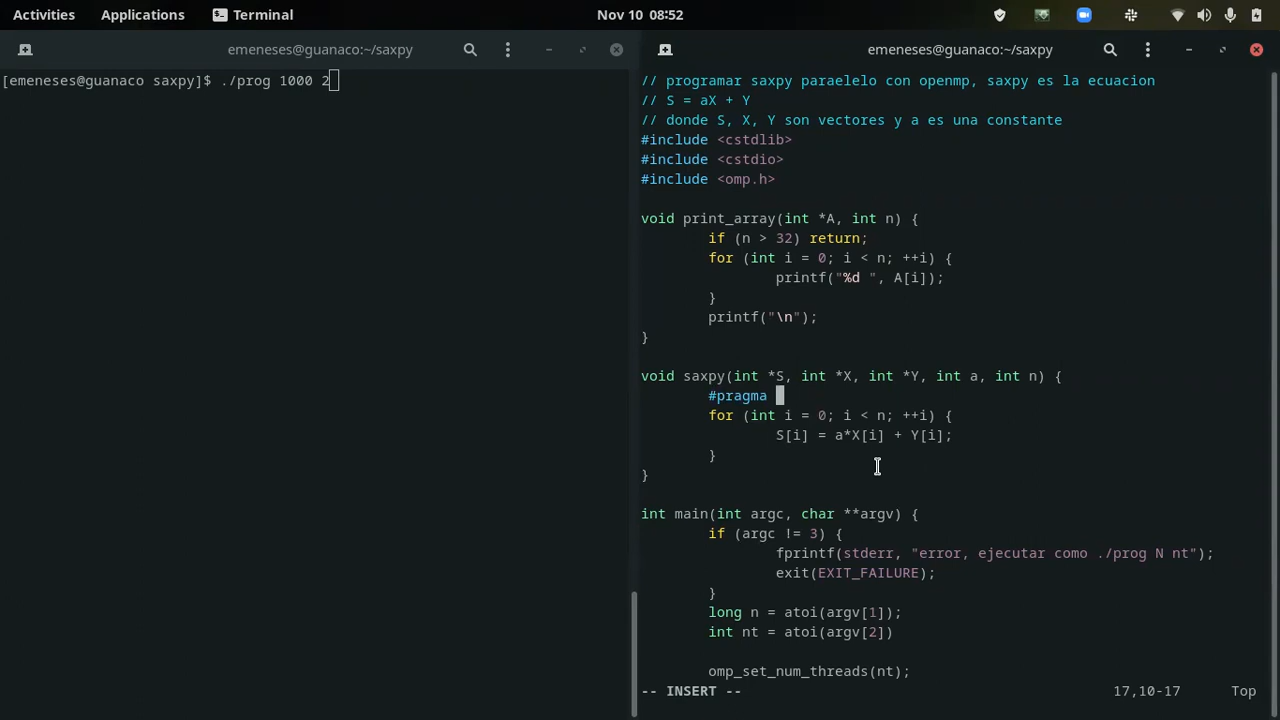 Activities Applications Terminal Nov 10 08:52
emeneses@guanaco:~/saxpy
[emeneses@guanaco saxpy]$ ./prog 1000 2
emeneses@guanaco:~/saxpy
// programar saxpy paraelelo con openmp, saxpy es la ecuacion
// S = aX + Y
// donde S, X, Y son vectores y a es una constante
#include <cstdlib>
#include <cstdio>
#include <omp.h>
void print_array(int *A, int n) {
if (n > 32) return;
for (int i = 0; i < n; ++i) {
printf("%d ", A[i]);
}
printf("\n");
}
void saxpy(int *S, int *X, int *Y, int a, int n) {
#pragma
for (int i = 0; i < n; ++i) {
S[i] = a*X[i] + Y[i];
}
}
int main(int argc, char **argv) {
if (argc != 3) {
fprintf(stderr, "error, ejecutar como ./prog N nt");
exit(EXIT_FAILURE);
}
long n = atoi(argv[1]);
int nt = atoi(argv[2])
omp_set_num_threads(nt);
-- INSERT -- 17,10-17 Top